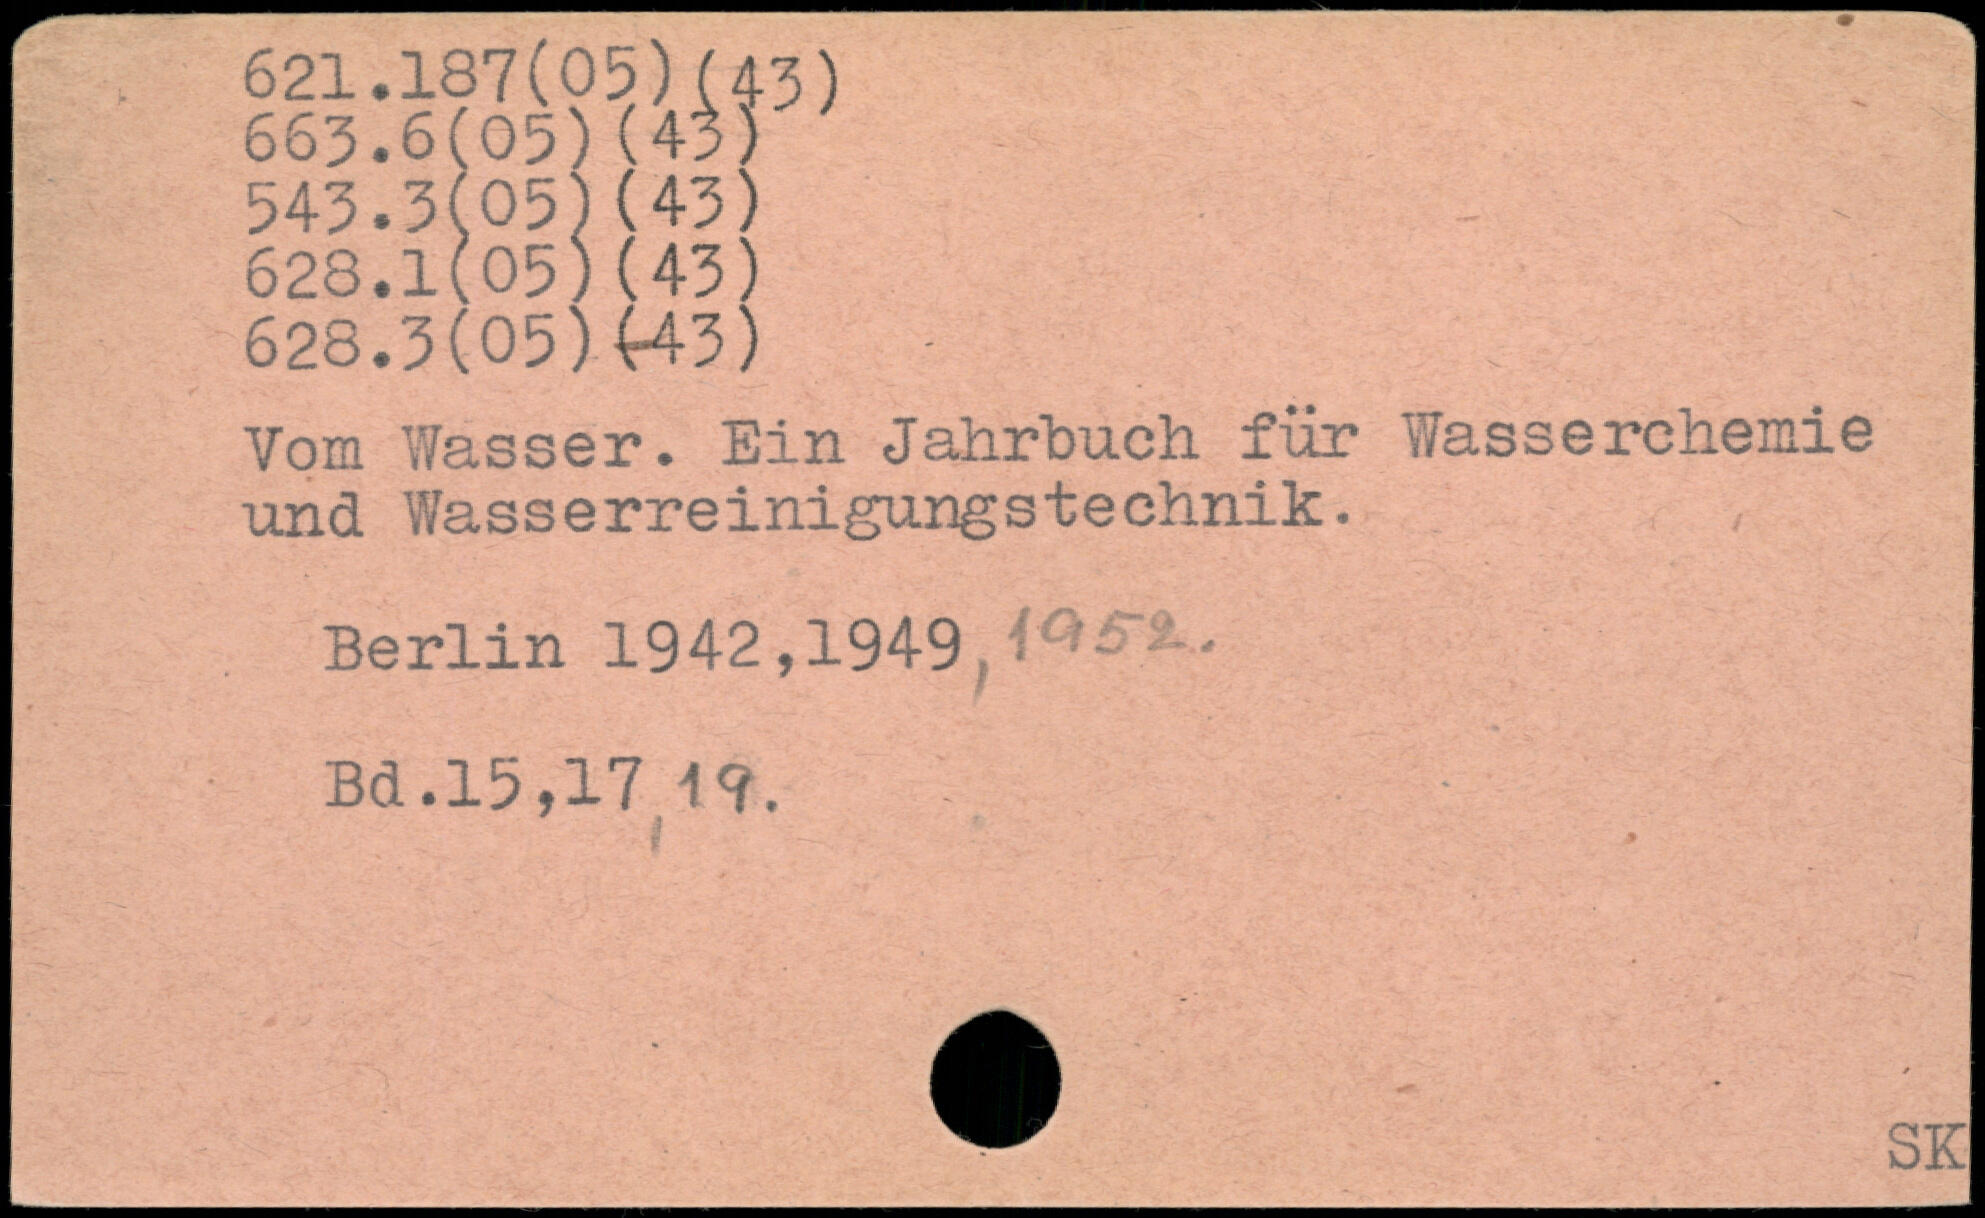 621.187(05)(43)
663.6(05)(43)
543.3(05)(43)
628.1(05)(43)
628.3(05)(43)
Vom Wasser. Ein Jahrbuch für Wasserchemie
und Wasserreinigungstechnik.
Berlin 1942,1949,1952.
Bd.15,17,19.
SK